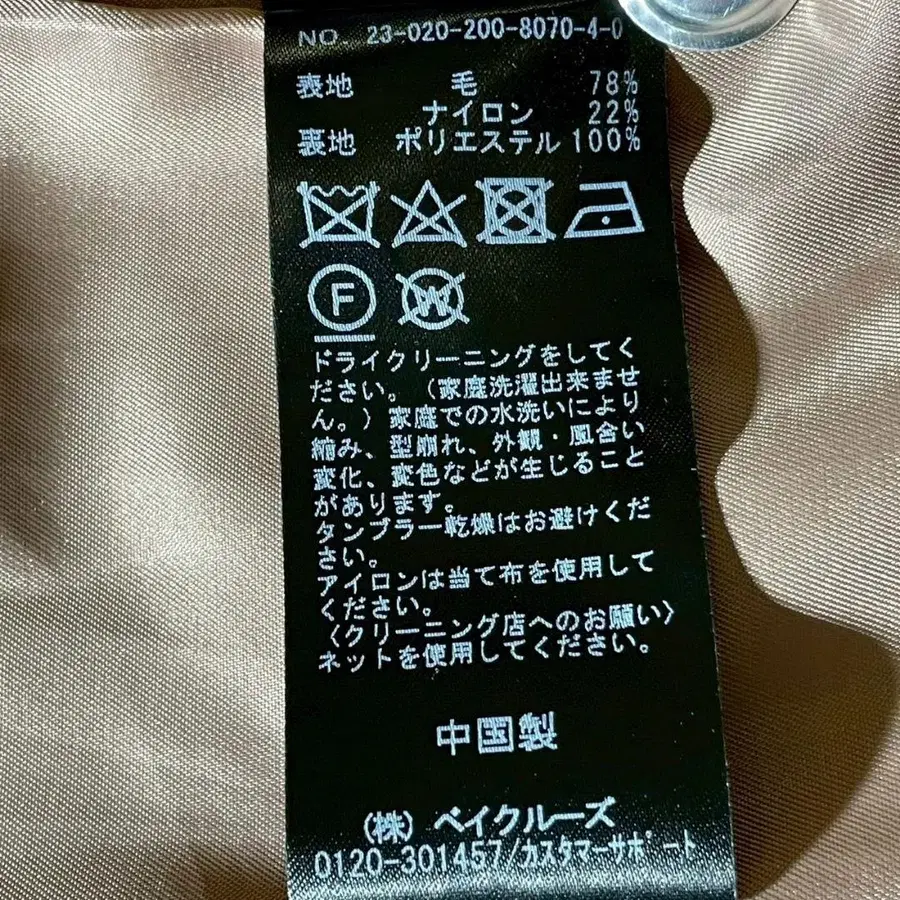 NO. 23-020-200-8070-4-0
表地 毛 78%
ナイロン 22%
裏地 ポリエステル 100%
F W
ドライクリーニングをしてく
ださい。（家庭洗濯出来ませ
ん。）家庭での水洗いにより
縮み、型崩れ、外観・風合い
変化、変色などが生じること
があります。
タンブラー乾燥はお避けくだ
さい。
アイロンは当て布を使用して
ください。
〈クリーニング店へのお願い〉
ネットを使用してください。
中国製
（株）ベイクルーズ
0120-301457/カスタマーサポート